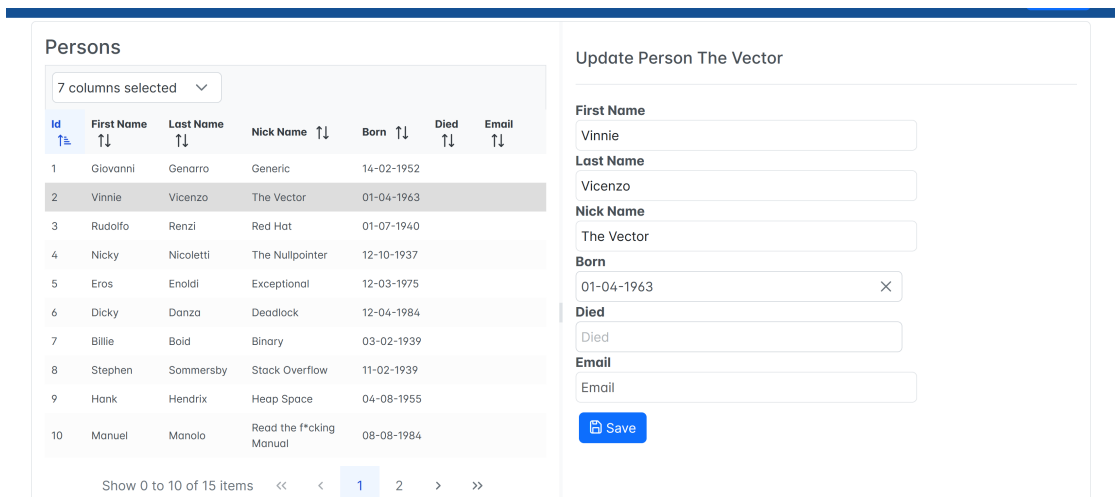 Persons
7 columns selected
Id First Name Last Name Nick Name Born Died Email
1 Giovanni Genarro Generic 14-02-1952
2 Vinnie Vicenzo The Vector 01-04-1963
3 Rudolfo Renzi Red Hat 01-07-1940
4 Nicky Nicoletti The Nullpointer 12-10-1937
5 Eros Enoldi Exceptional 12-03-1975
6 Dicky Danza Deadlock 12-04-1984
7 Billie Boid Binary 03-02-1939
8 Stephen Sommersby Stack Overflow 11-02-1939
9 Hank Hendrix Heap Space 04-08-1955
10 Manuel Manolo Read the f*cking Manual 08-08-1984
Show 0 to 10 of 15 items << < 1 2 > >>
Update Person The Vector
First Name
Vinnie
Last Name
Vicenzo
Nick Name
The Vector
Born
01-04-1963
Died
Died
Email
Email
Save